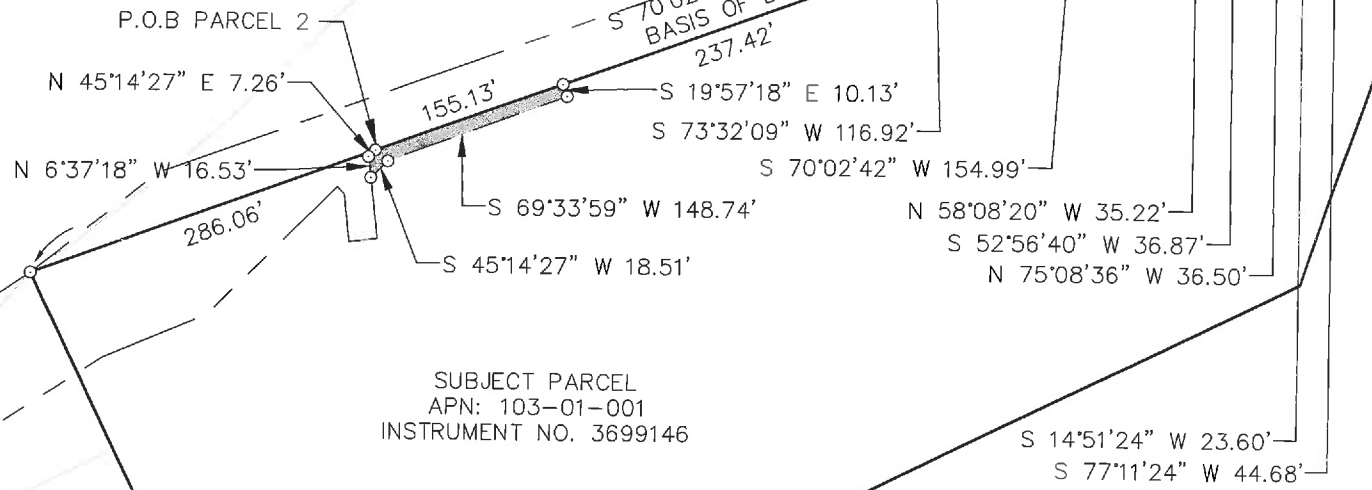 S 70°02
BASIS OF
237.42'
P.O.B PARCEL 2
N 45°14'27" E 7.26'
155.13'
S 19°57'18" E 10.13'
S 73°32'09" W 116.92'
N 6°37'18" W 16.53'
S 70°02'42" W 154.99'
286.06'
S 69°33'59" W 148.74'
N 58°08'20" W 35.22'
S 52°56'40" W 36.87'
S 45°14'27" W 18.51'
N 75°08'36" W 36.50'
SUBJECT PARCEL
APN: 103-01-001
INSTRUMENT NO. 3699146
S 14°51'24" W 23.60'
S 77°11'24" W 44.68'